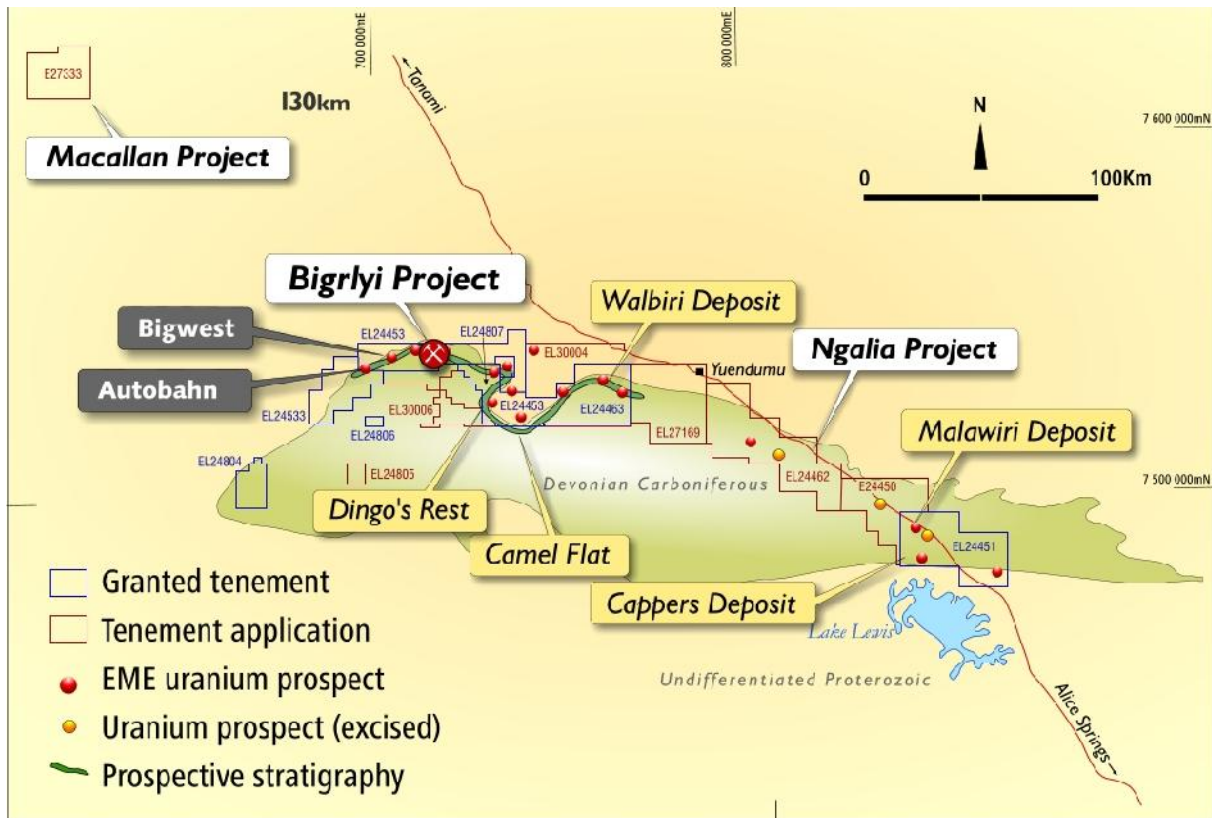 E27333
Macallan Project
130km
700 000mE
800 000mE
Tanami
N
7 600 000mN
0
100Km
Bigrlyi Project
Walbiri Deposit
Bigwest
EL24453
EL24807
EL30004
Ngalia Project
Autobahn
Yuendumu
EL24533
EL30006
EL24453
EL24463
EL24806
EL27169
Malawiri Deposit
EL24804
EL24805
EL24462
E24450
7 500 000mN
Devonian Carboniferous
Dingo's Rest
EL24451
Camel Flat
Cappers Deposit
Lake Lewis
Undifferentiated Proterozoic
Alice Springs
Granted tenement
Tenement application
EME uranium prospect
Uranium prospect (excised)
Prospective stratigraphy